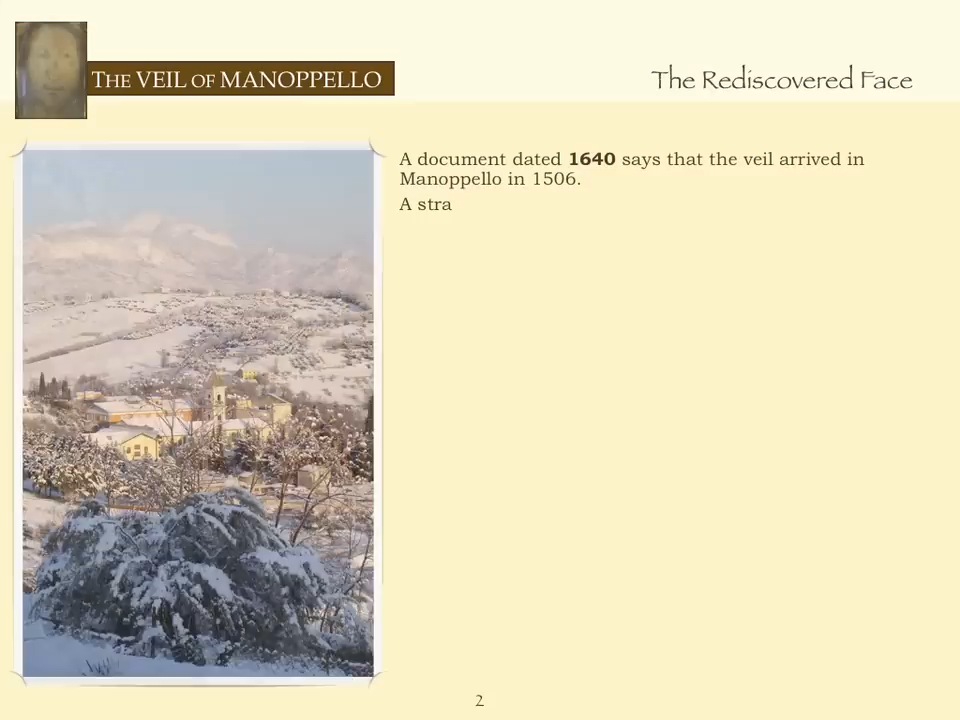 THE VEIL OF MANOPPELLO
The Rediscovered Face
A document dated 1640 says that the veil arrived in
Manoppello in 1506.
A stra
2